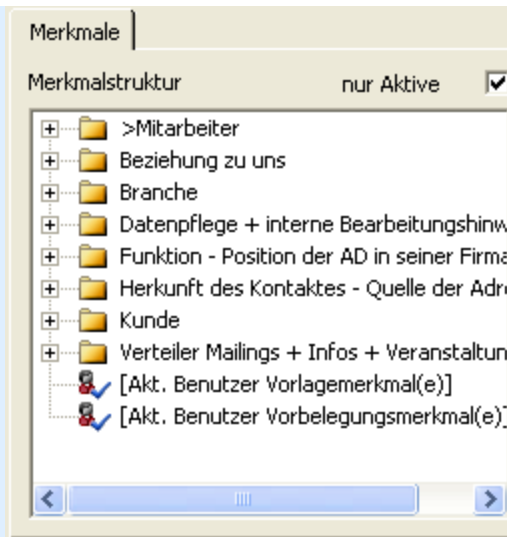 Merkmale
Merkmalstruktur nur Aktive
>Mitarbeiter
Beziehung zu uns
Branche
Datenpflege + interne Bearbeitungshinw
Funktion - Position der AD in seiner Firma
Herkunft des Kontaktes - Quelle der Adr
Kunde
Verteiler Mailings + Infos + Veranstaltun
[Akt. Benutzer Vorlagemerkmal(e)]
[Akt. Benutzer Vorbelegungsmerkmal(e)]